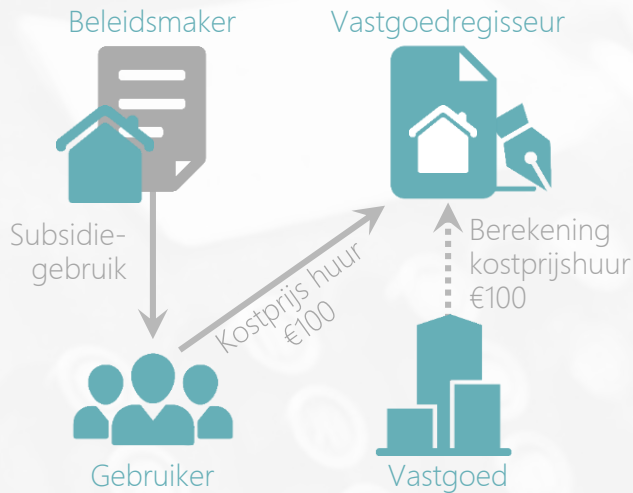 Beleidsmaker
Vastgoedregisseur
Subsidie-
gebruik
Kostprijs huur
€100
Berekening
kostprijshuur
€100
Gebruiker
Vastgoed